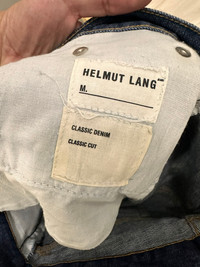 HELMUT LANG
M.
CLASSIC DENIM
CLASSIC CUT